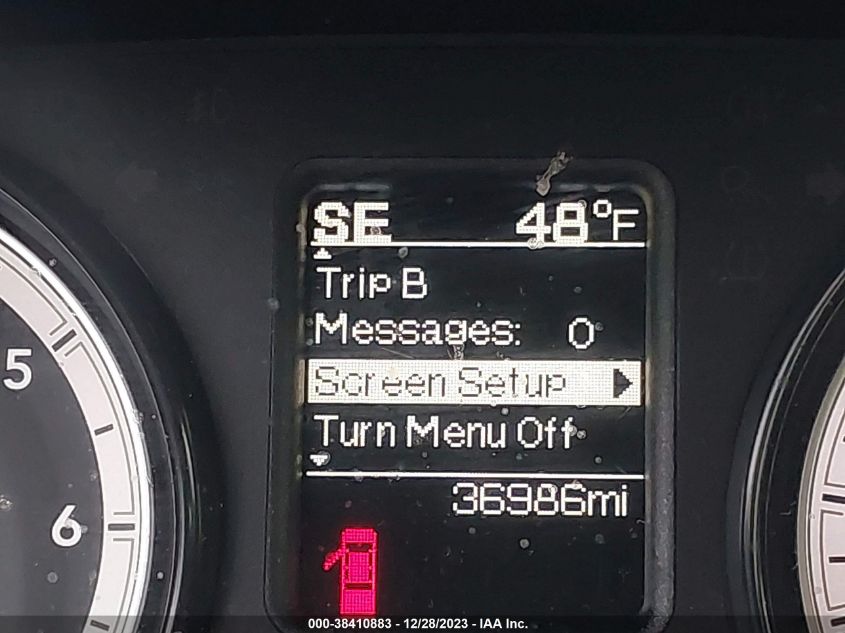 SE 48°F
Trip B
Messages: 0
Screen Setup
5
Turn Menu Off
36986mi
6
000-38410883 - 12/28/2023 - IAA Inc.